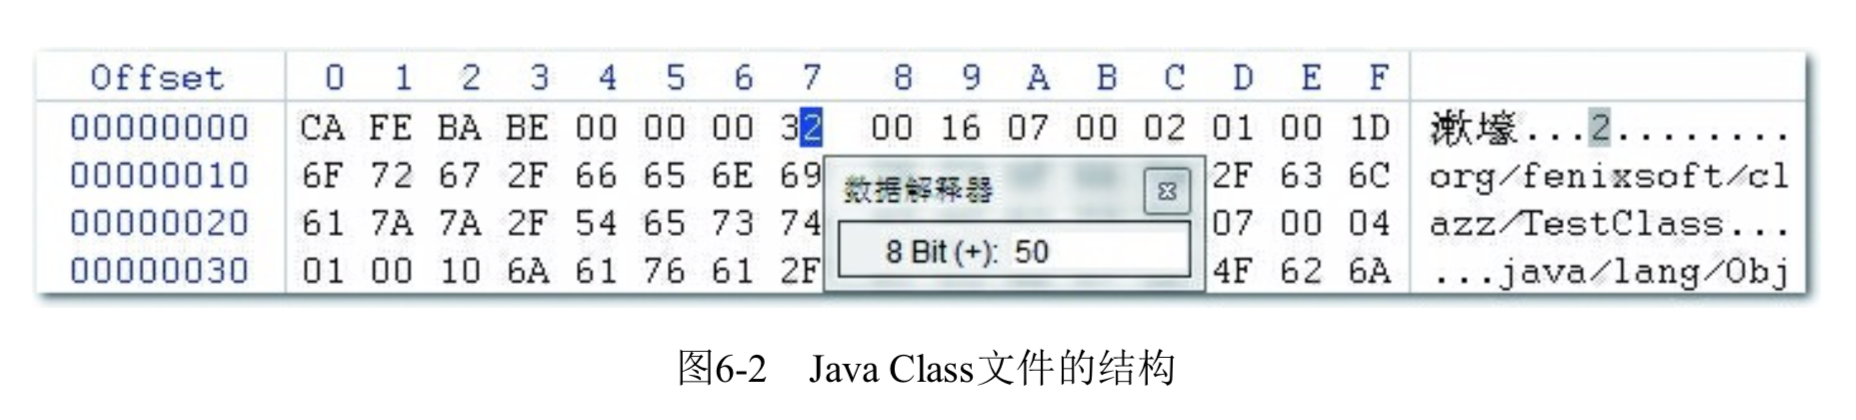 Offset 0 1 2 3 4 5 6 7 8 9 A B C D E F
00000000 CA FE BA BE 00 00 00 32 00 16 07 00 02 01 00 1D 漱壕...2........
00000010 6F 72 67 2F 66 65 6E 69 2F 63 6C org/fenixsoft/cl
数据解释器
00000020 61 7A 7A 2F 54 65 73 74 07 00 04 azz/TestClass...
8 Bit (+): 50
00000030 01 00 10 6A 61 76 61 2F 4F 62 6A ...java/lang/Obj
图6-2 Java Class文件的结构